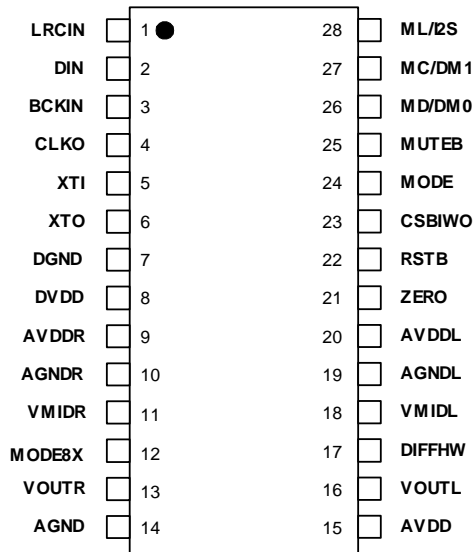 LRCIN 1 28 ML/I2S
DIN 2 27 MC/DM1
BCKIN 3 26 MD/DM0
CLKO 4 25 MUTEB
XTI 5 24 MODE
XTO 6 23 CSBIWO
DGND 7 22 RSTB
DVDD 8 21 ZERO
AVDDR 9 20 AVDDL
AGNDR 10 19 AGNDL
VMIDR 11 18 VMIDL
MODE8X 12 17 DIFFHW
VOUTR 13 16 VOUTL
AGND 14 15 AVDD